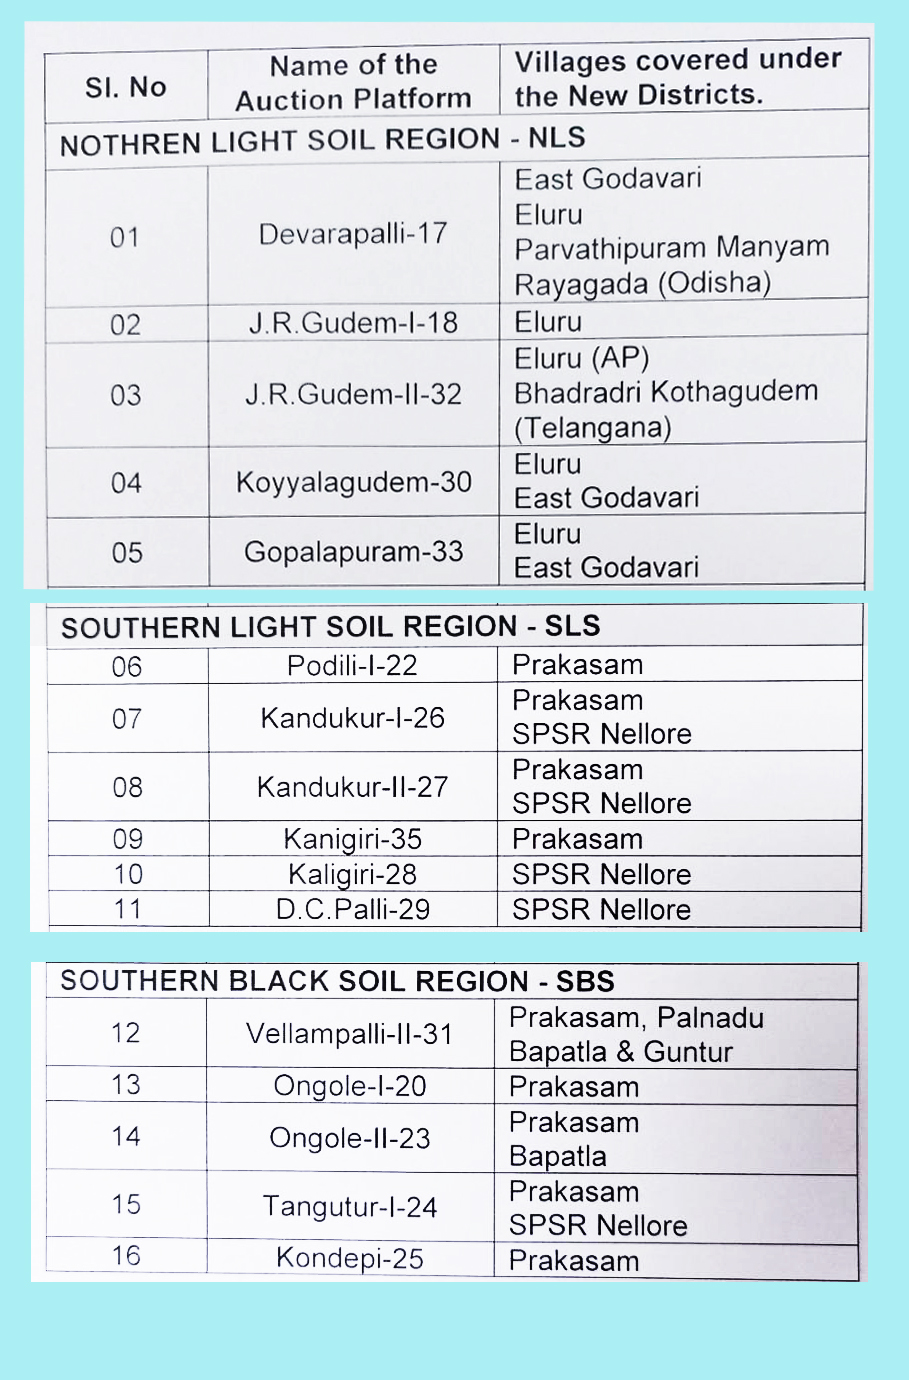 Sl. No
Name of the
Auction Platform
Villages covered under
the New Districts.
NOTHREN LIGHT SOIL REGION - NLS
01
Devarapalli-17
East Godavari
Eluru
Parvathipuram Manyam
Rayagada (Odisha)
02
J.R.Gudem-I-18
Eluru
03
J.R.Gudem-II-32
Eluru (AP)
Bhadradri Kothagudem
(Telangana)
04
Koyyalagudem-30
Eluru
East Godavari
05
Gopalapuram-33
Eluru
East Godavari
SOUTHERN LIGHT SOIL REGION - SLS
06
Podili-I-22
Prakasam
07
Kandukur-I-26
Prakasam
SPSR Nellore
08
Kandukur-II-27
Prakasam
SPSR Nellore
09
Kanigiri-35
Prakasam
10
Kaligiri-28
SPSR Nellore
11
D.C.Palli-29
SPSR Nellore
SOUTHERN BLACK SOIL REGION - SBS
12
Vellampalli-II-31
Prakasam, Palnadu
Bapatla & Guntur
13
Ongole-I-20
Prakasam
14
Ongole-II-23
Prakasam
Bapatla
15
Tangutur-I-24
Prakasam
SPSR Nellore
16
Kondepi-25
Prakasam